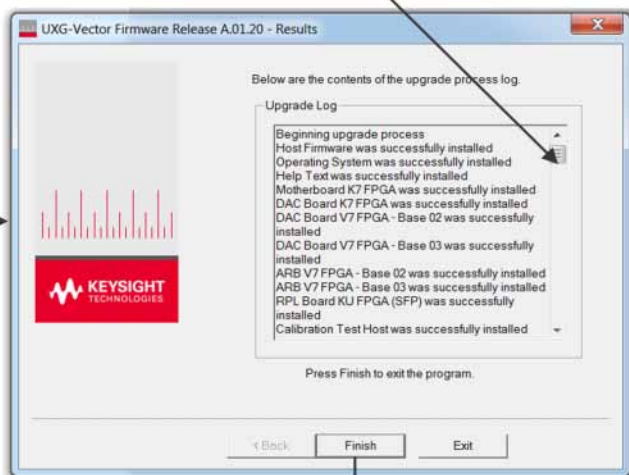 UXG-Vector Firmware Release A.01.20 - Results
Below are the contents of the upgrade process log.
Upgrade Log
Beginning upgrade process
Host Firmware was successfully installed
Operating System was successfully installed
Help Text was successfully installed
Motherboard K7 FPGA was successfully installed
DAC Board K7 FPGA was successfully installed
DAC Board V7 FPGA - Base 02 was successfully
installed
DAC Board V7 FPGA - Base 03 was successfully
installed
ARB V7 FPGA - Base 02 was successfully installed
ARB V7 FPGA - Base 03 was successfully installed
RPL Board KU FPGA (SFP) was successfully
installed
Calibration Test Host was successfully installed
KEYSIGHT
TECHNOLOGIES
Press Finish to exit the program.
< Back
Finish
Exit